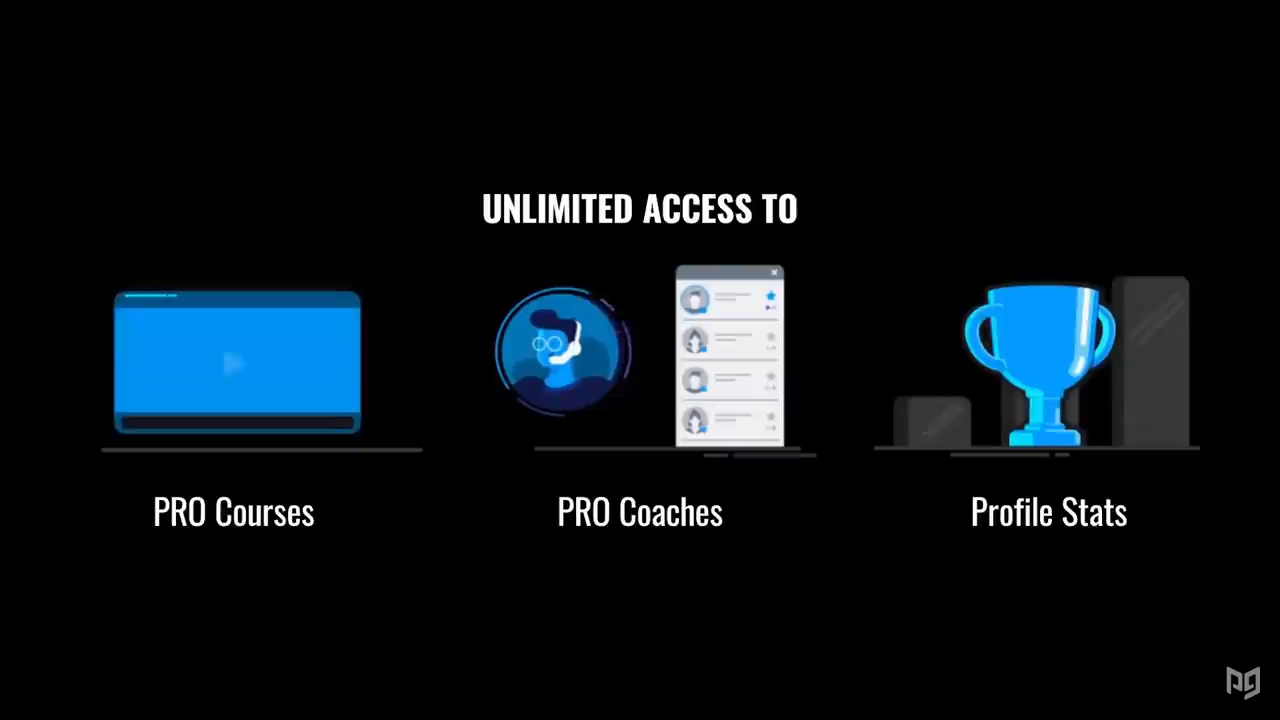 UNLIMITED ACCESS TO
PRO Courses
PRO Coaches
Profile Stats